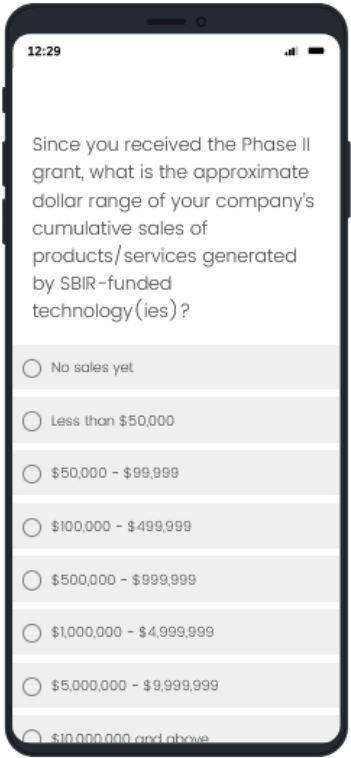 12:29
Since you received the Phase II
grant, what is the approximate
dollar range of your company's
cumulative sales of
products/services generated
by SBIR-funded
technology(ies)?
No sales yet
Less than $50,000
$50,000 - $99,999
$100,000 - $499,999
$500,000 - $999,999
$1,000,000 - $4,999,999
$5,000,000 - $9,999,999
$10,000,000 and above